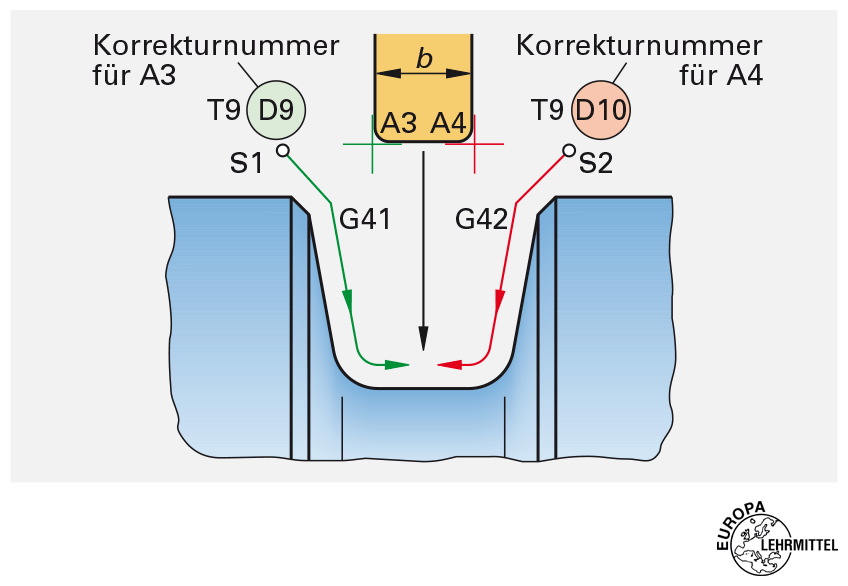 Korrekturnummer
für A3
Korrekturnummer
für A4
b
T9 D9
T9 D10
A3 A4
S1
S2
G41
G42
EUROPA
LEHRMITTEL